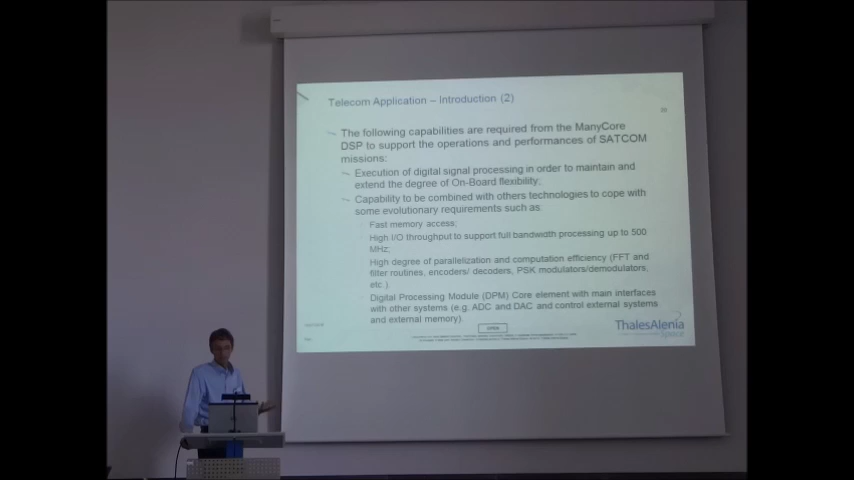 Telecom Application – Introduction (2)
The following capabilities are required from the ManyCore
DSP to support the operations and performances of SATCOM
missions:
Execution of digital signal processing in order to maintain and
extend the degree of On-Board flexibility;
Capability to be combined with others technologies to cope with
some evolutionary requirements such as:
Fast memory access;
High I/O throughput to support full bandwidth processing up to 500
MHz;
High degree of parallelization and computation efficiency (FFT and
filter routines, encoders/ decoders, PSK modulators/demodulators,
etc.)
Digital Processing Module (DPM) Core element with main interfaces
with other systems (e.g. ADC and DAC and control external systems
and external memory).
OPEN
ThalesAlenia
Space